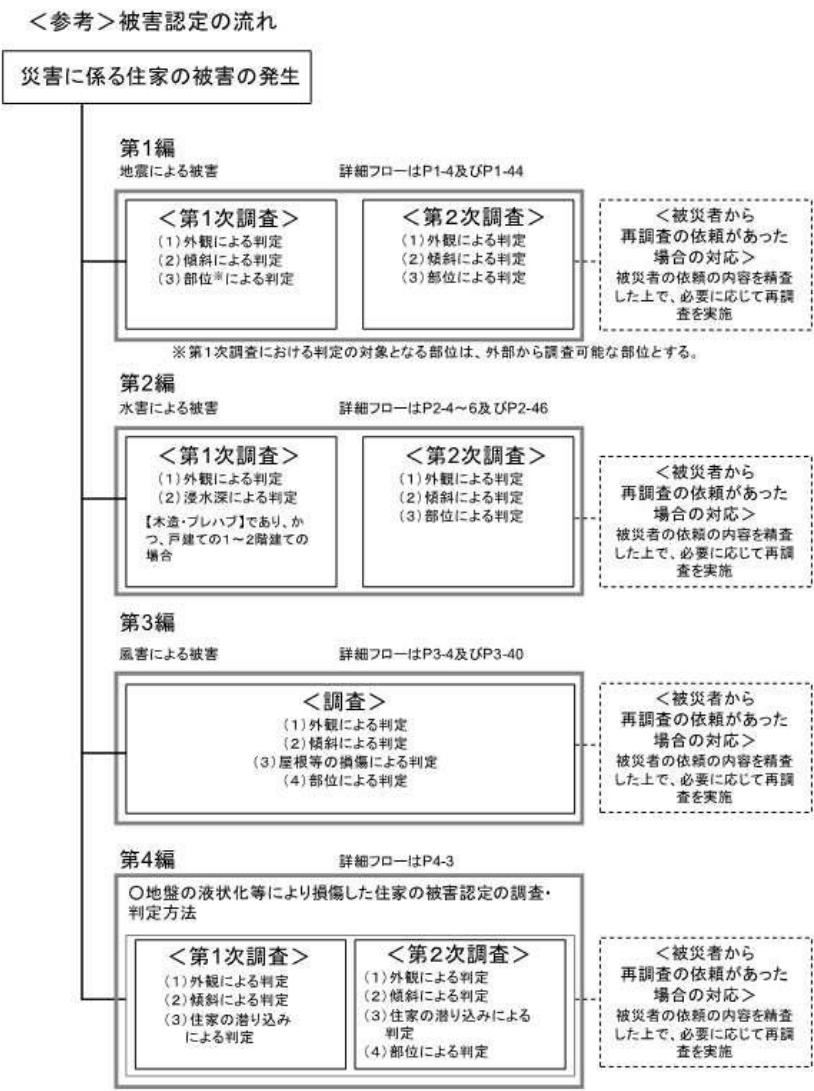 ＜参考＞被害認定の流れ
災害に係る住家の被害の発生
第1編
地震による被害
詳細フローはP1-4及びP1-44
＜第1次調査＞
（1）外観による判定
（2）傾斜による判定
（3）部位※による判定
＜第2次調査＞
（1）外観による判定
（2）傾斜による判定
（3）部位による判定
＜被災者から
再調査の依頼があった
場合の対応＞
被災者の依頼の内容を精査
した上で、必要に応じて再調
査を実施
※第1次調査における判定の対象となる部位は、外部から調査可能な部位とする。
第2編
水害による被害
詳細フローはP2-4～6及びP2-46
＜第1次調査＞
（1）外観による判定
（2）浸水深による判定
【木造・プレハブ】であり、か
つ、戸建ての1～2階建ての
場合
＜第2次調査＞
（1）外観による判定
（2）傾斜による判定
（3）部位による判定
＜被災者から
再調査の依頼があった
場合の対応＞
被災者の依頼の内容を精査
した上で、必要に応じて再調
査を実施
第3編
風害による被害
詳細フローはP3-4及びP3-40
＜調査＞
（1）外観による判定
（2）傾斜による判定
（3）屋根等の損傷による判定
（4）部位による判定
＜被災者から
再調査の依頼があった
場合の対応＞
被災者の依頼の内容を精査
した上で、必要に応じて再調
査を実施
第4編
詳細フローはP4-3
〇地盤の液状化等により損傷した住家の被害認定の調査・
判定方法
＜第1次調査＞
（1）外観による判定
（2）傾斜による判定
（3）住家の潜り込み
による判定
＜第2次調査＞
（1）外観による判定
（2）傾斜による判定
（3）住家の潜り込みによる
判定
（4）部位による判定
＜被災者から
再調査の依頼があった
場合の対応＞
被災者の依頼の内容を精査
した上で、必要に応じて再調
査を実施